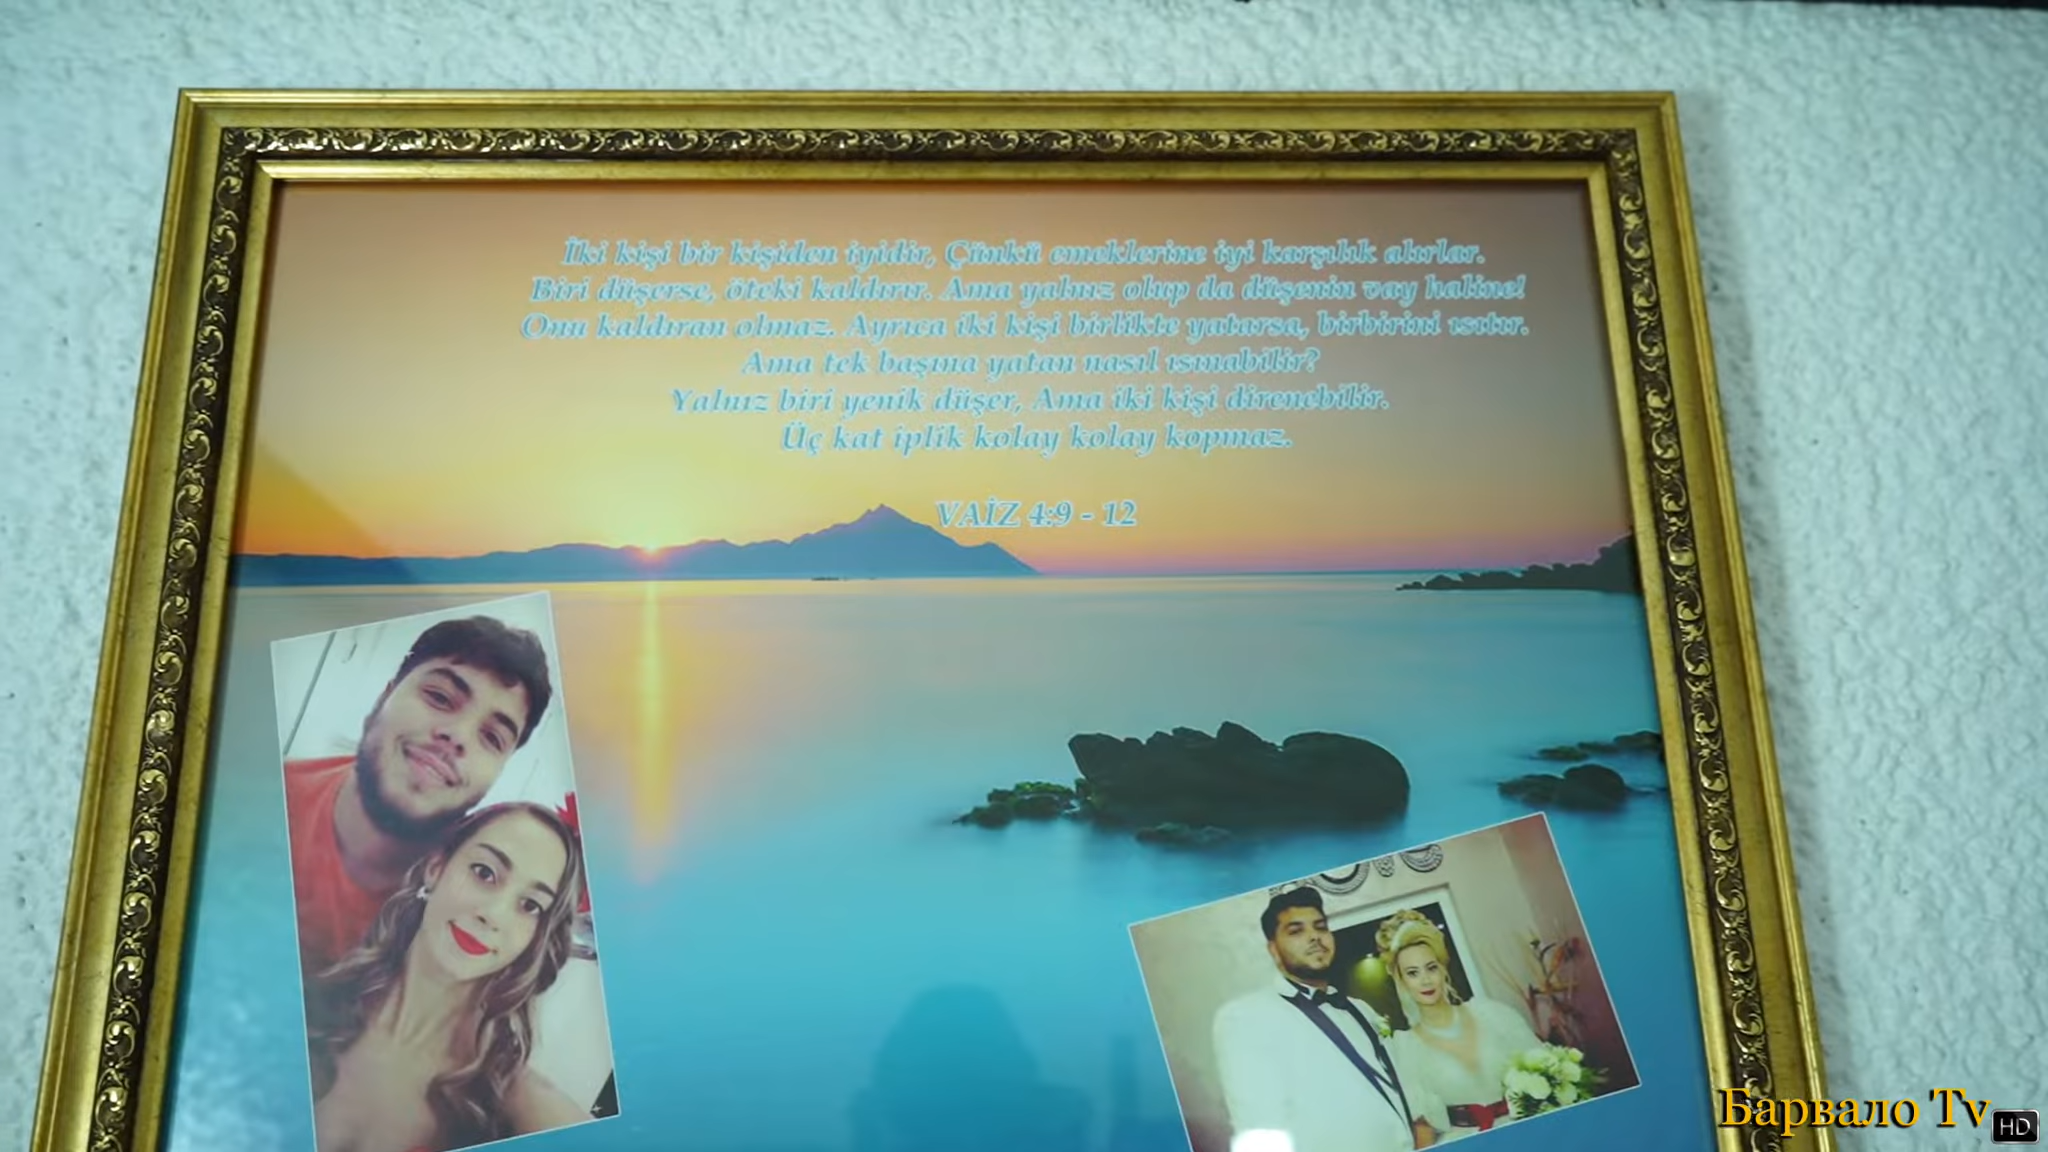 İki kişi bir kişiden iyidir, Çünkü emeklerine iyi karşılık alırlar.
Biri düşerse, öteki kaldırır. Ama yalnız olup da düşenin vay haline!
Onu kaldıran olmaz. Ayrıca iki kişi birlikte yatarsa, birbirini ısıtır.
Ama tek başına yatan nasıl ısınabilir?
Yalnız biri yenik düşer, Ama iki kişi direnebilir.
Üç kat iplik kolay kolay kopmaz.
VAİZ 4:9 - 12
Барвало Tv
HD